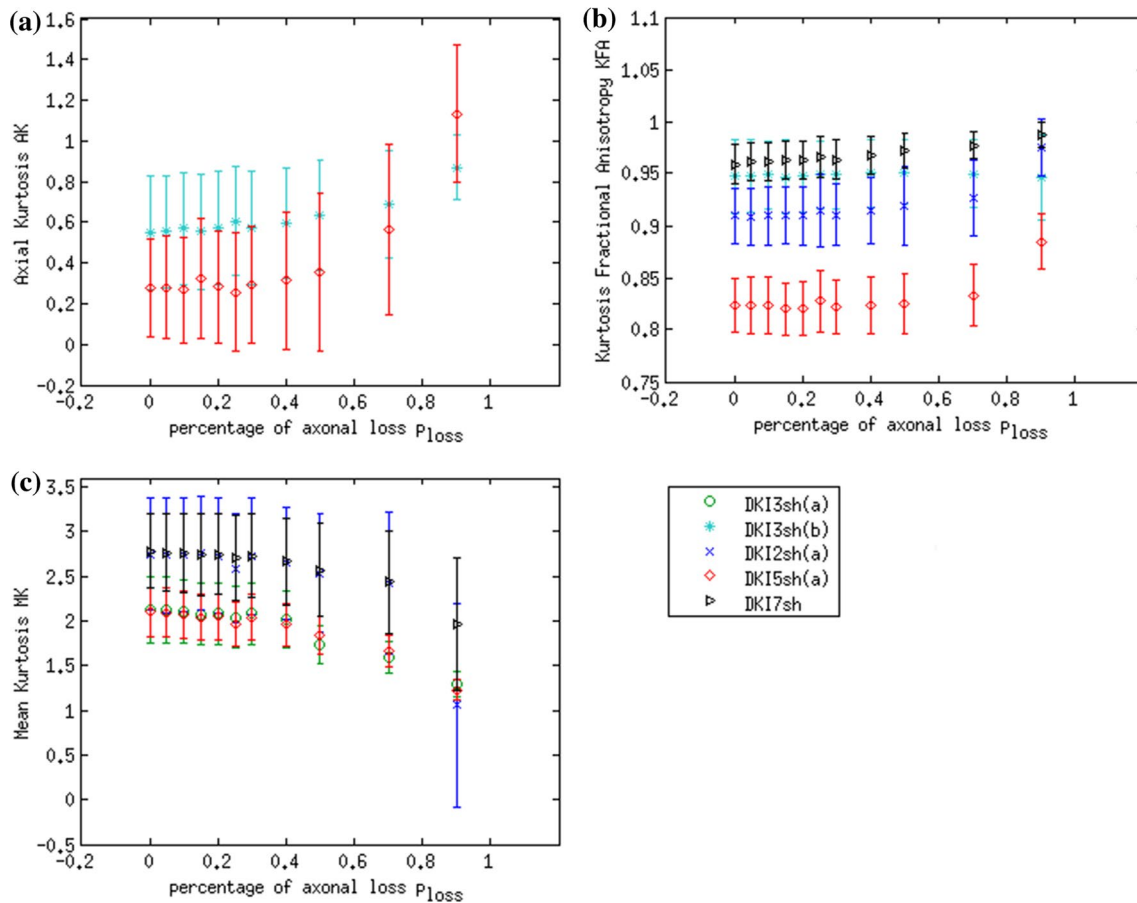 (a)
1.6
1.4
1.2
1
0.8
0.6
0.4
0.2
0
-0.2
Axial Kurtosis AK
-0.2 0 0.2 0.4 0.6 0.8 1
percentage of axonal loss Ploss
(b)
1.1
1.05
1
0.95
0.9
0.85
0.8
0.75
Kurtosis Fractional Anisotropy KFA
-0.2 0 0.2 0.4 0.6 0.8 1
percentage of axonal loss Ploss
(c)
3.5
3
2.5
2
1.5
1
0.5
0
-0.5
Mean Kurtosis MK
-0.2 0 0.2 0.4 0.6 0.8 1
percentage of axonal loss Ploss
DKI3sh(a)
DKI3sh(b)
DKI2sh(a)
DKI5sh(a)
DKI7sh